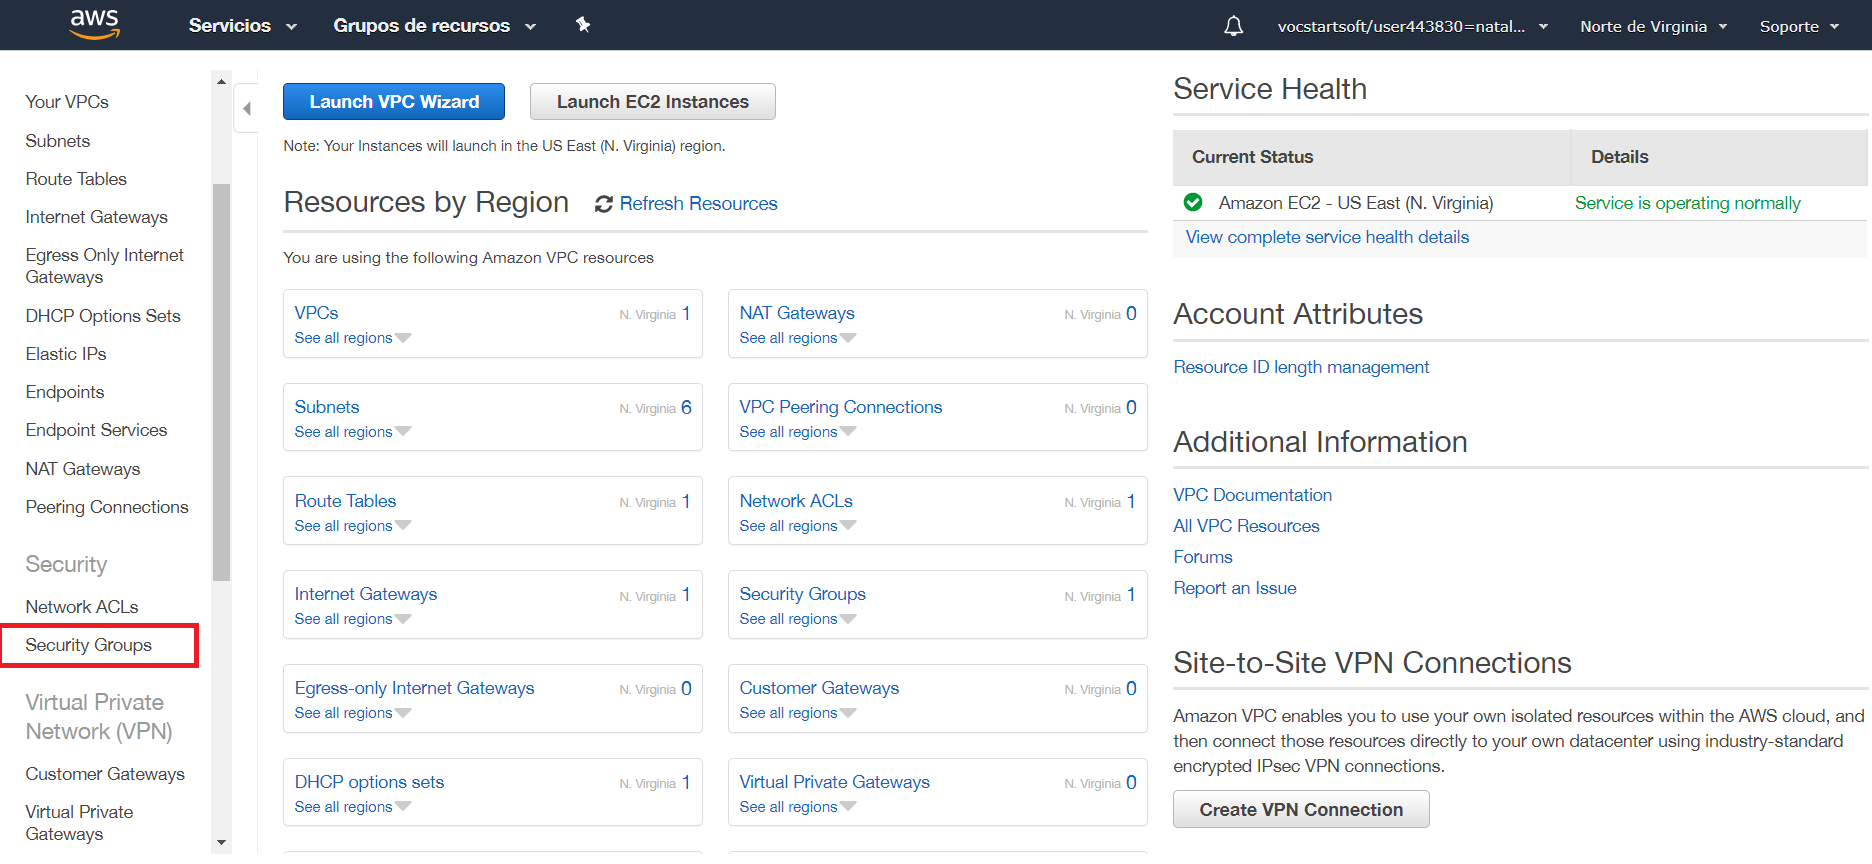 aws
Servicios
Grupos de recursos
vocstartsoft/user443830=natal...
Norte de Virginia
Soporte
Your VPCs
Subnets
Route Tables
Internet Gateways
Egress Only Internet
Gateways
DHCP Options Sets
Elastic IPs
Endpoints
Endpoint Services
NAT Gateways
Peering Connections
Security
Network ACLs
Security Groups
Virtual Private
Network (VPN)
Customer Gateways
Virtual Private
Gateways
Launch VPC Wizard
Launch EC2 Instances
Note: Your Instances will launch in the US East (N. Virginia) region.
Resources by Region
Refresh Resources
You are using the following Amazon VPC resources
VPCs N. Virginia 1
See all regions
NAT Gateways N. Virginia 0
See all regions
Subnets N. Virginia 6
See all regions
VPC Peering Connections N. Virginia 0
See all regions
Route Tables N. Virginia 1
See all regions
Network ACLs N. Virginia 1
See all regions
Internet Gateways N. Virginia 1
See all regions
Security Groups N. Virginia 1
See all regions
Egress-only Internet Gateways N. Virginia 0
See all regions
Customer Gateways N. Virginia 0
See all regions
DHCP options sets N. Virginia 1
See all regions
Virtual Private Gateways N. Virginia 0
See all regions
Service Health
Current Status Details
Amazon EC2 - US East (N. Virginia) Service is operating normally
View complete service health details
Account Attributes
Resource ID length management
Additional Information
VPC Documentation
All VPC Resources
Forums
Report an Issue
Site-to-Site VPN Connections
Amazon VPC enables you to use your own isolated resources within the AWS cloud, and
then connect those resources directly to your own datacenter using industry-standard
encrypted IPsec VPN connections.
Create VPN Connection